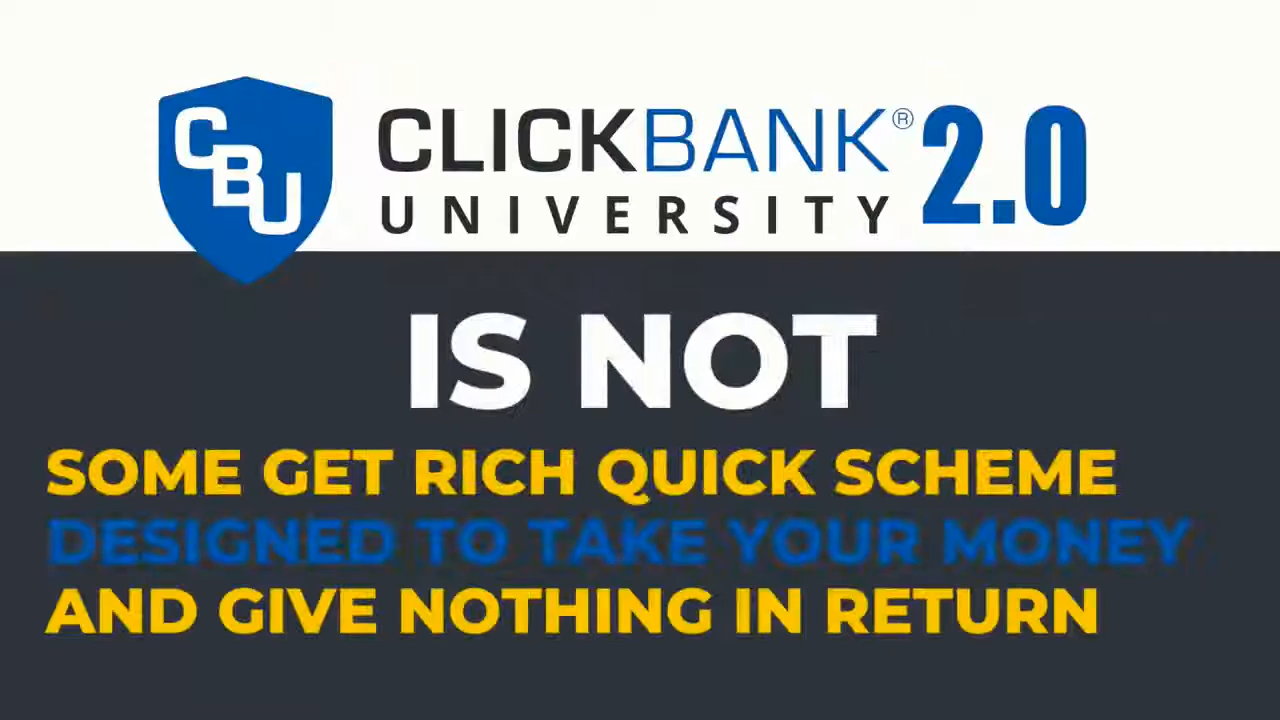 CBU
CLICKBANK® 2.0
UNIVERSITY
IS NOT
SOME GET RICH QUICK SCHEME
DESIGNED TO TAKE YOUR MONEY
AND GIVE NOTHING IN RETURN